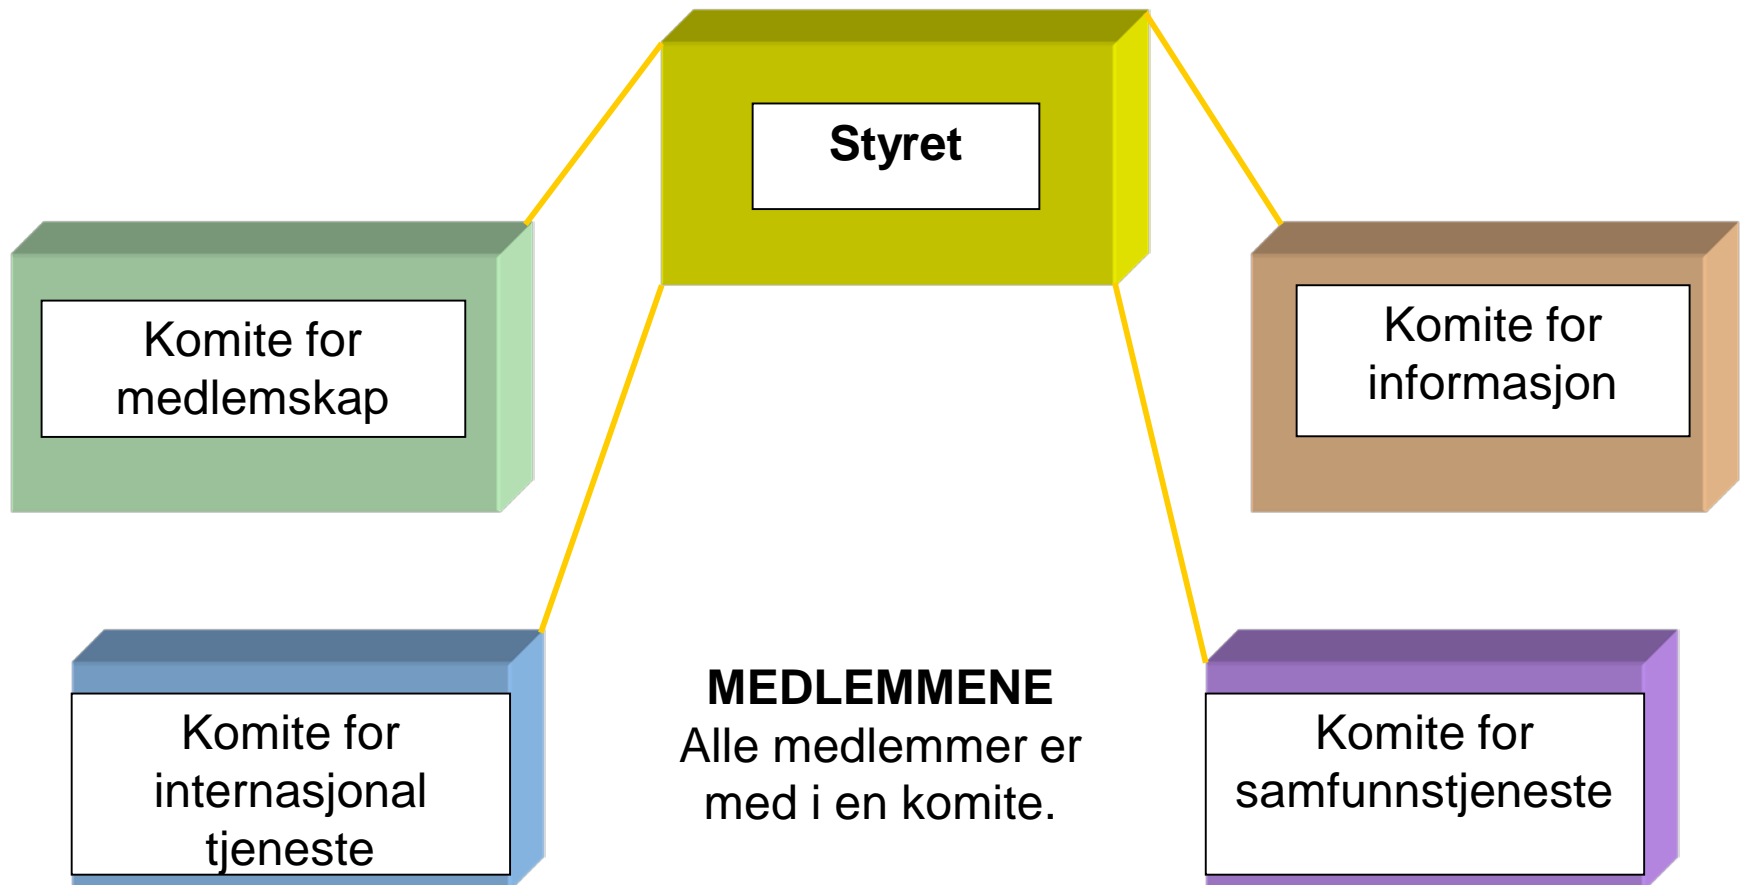 Styret
Komite for
medlemskap
Komite for
informasjon
Komite for
internasjonal
tjeneste
MEDLEMMENE
Alle medlemmer er
med i en komite.
Komite for
samfunnstjeneste